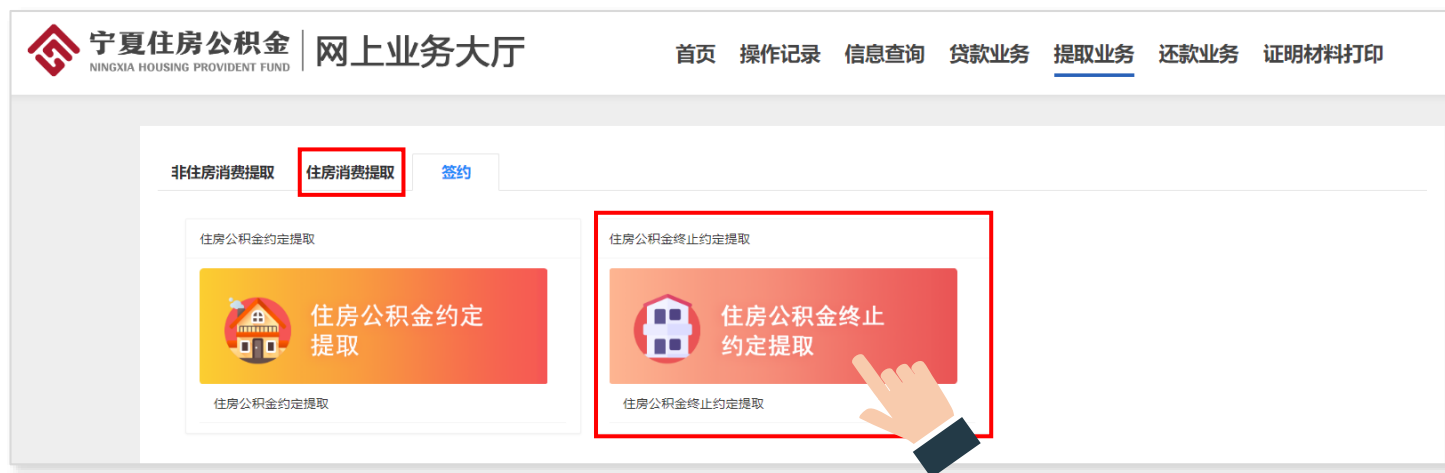 宁夏住房公积金
NINGXIA HOUSING PROVIDENT FUND
网上业务大厅
首页 操作记录 信息查询 贷款业务 提取业务 还款业务 证明材料打印
非住房消费提取 住房消费提取 签约
住房公积金约定提取
住房公积金约定
提取
住房公积金约定提取
住房公积金终止约定提取
住房公积金终止
约定提取
住房公积金终止约定提取